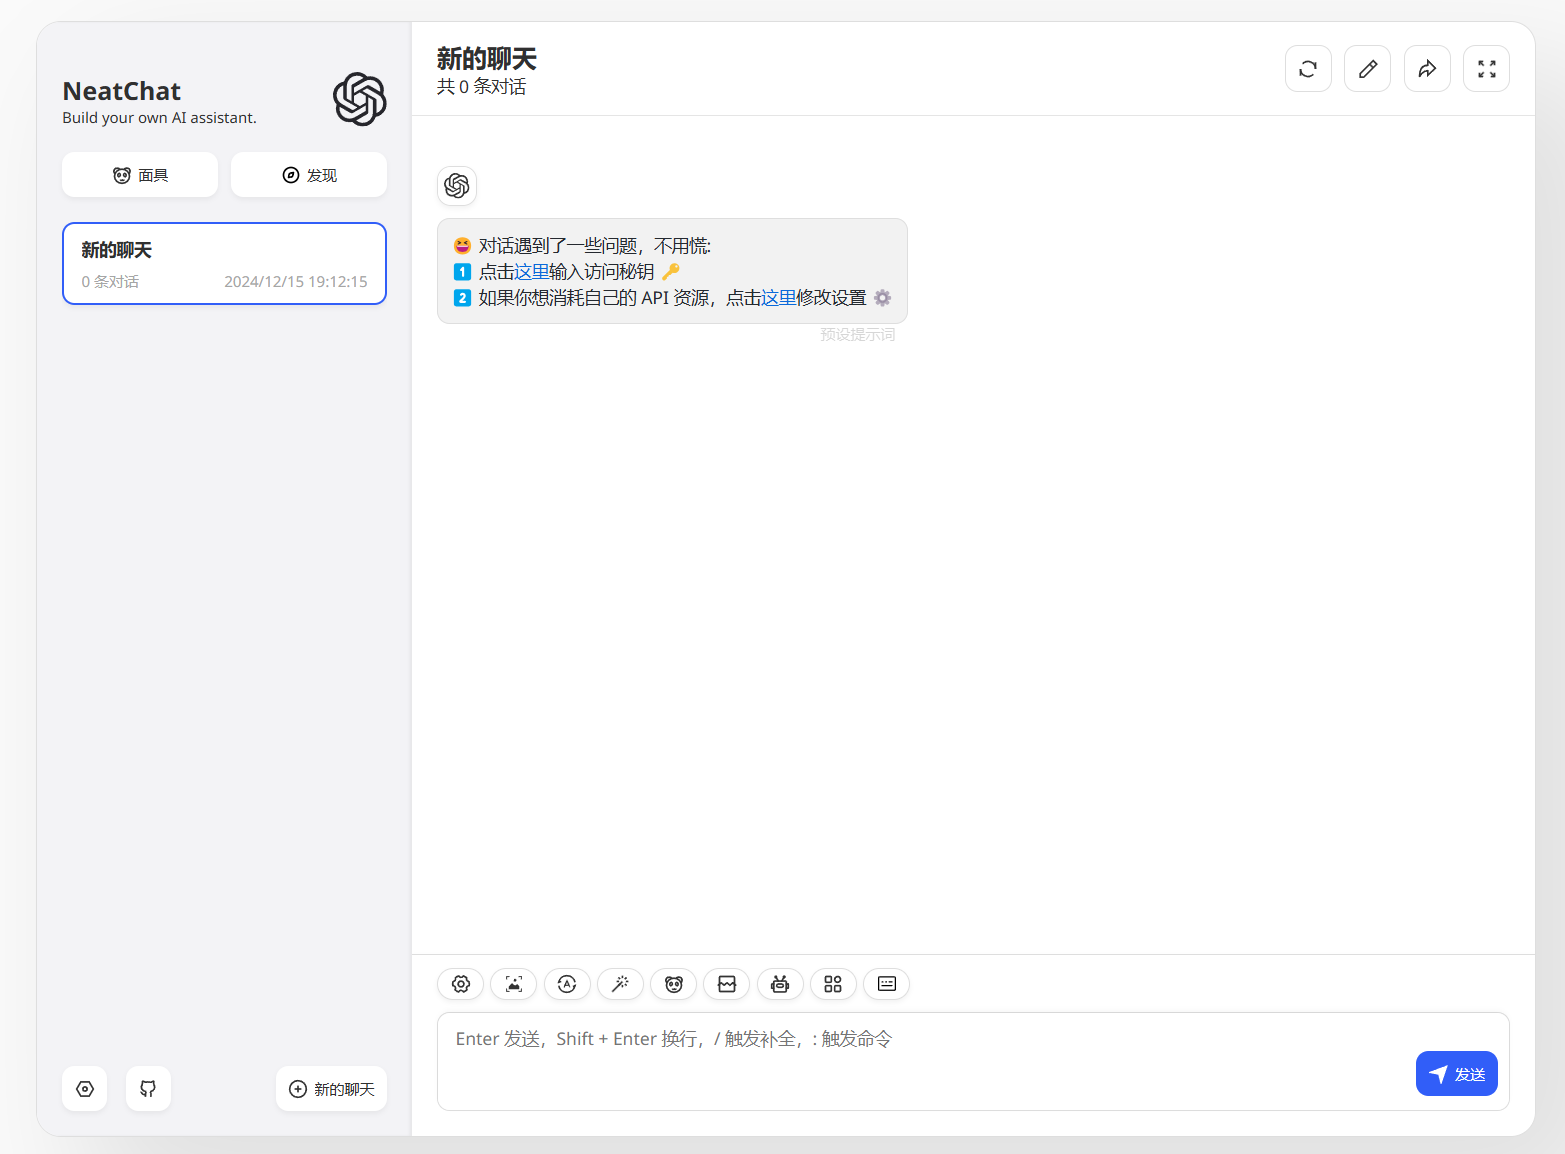 NeatChat
Build your own AI assistant.
面具
发现
新的聊天
0 条对话
2024/12/15 19:12:15
新的聊天
新的聊天
共 0 条对话
😆 对话遇到了一些问题，不用慌:
1️⃣ 点击这里输入访问秘钥 🔑
2️⃣ 如果你想消耗自己的 API 资源，点击这里修改设置 ⚙️
预设提示词
Enter 发送，Shift + Enter 换行，/ 触发补全，: 触发命令
发送